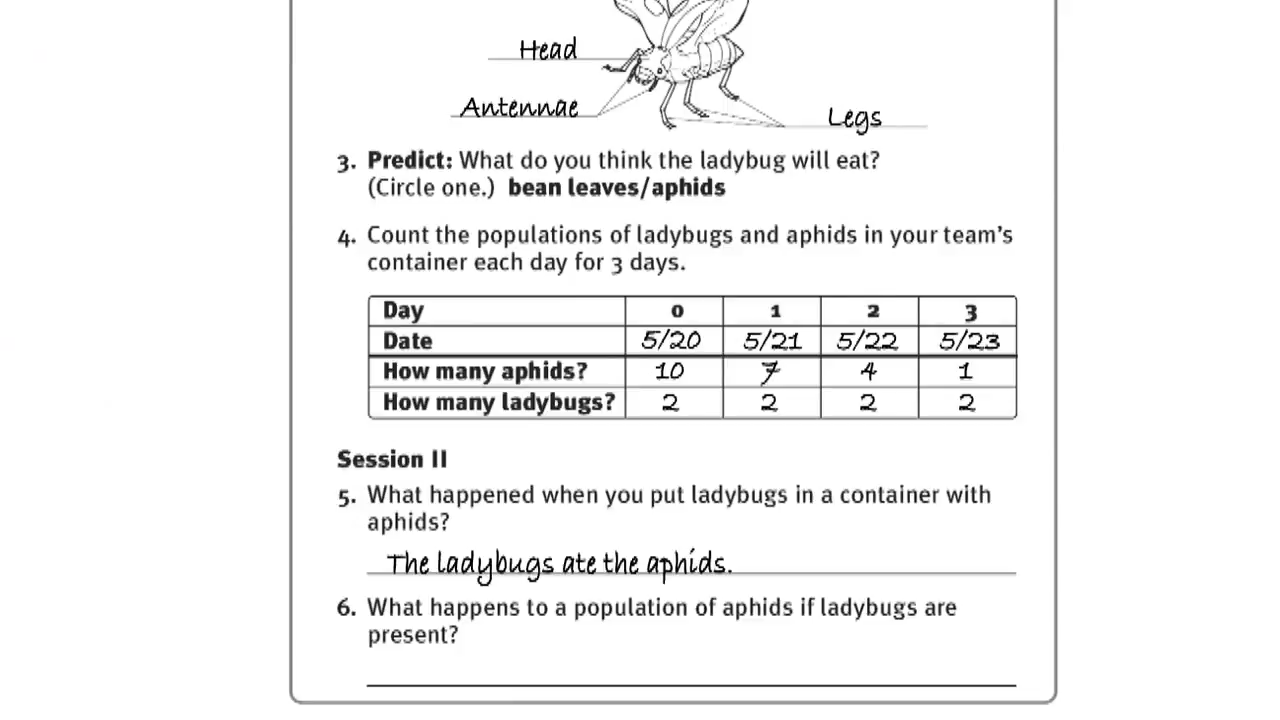 Head
Antennae
Legs
3. Predict: What do you think the ladybug will eat?
(Circle one.) bean leaves/aphids
4. Count the populations of ladybugs and aphids in your team's
container each day for 3 days.
Day 0 1 2 3
Date 5/20 5/21 5/22 5/23
How many aphids? 10 7 4 1
How many ladybugs? 2 2 2 2
Session II
5. What happened when you put ladybugs in a container with
aphids?
The ladybugs ate the aphids.
6. What happens to a population of aphids if ladybugs are
present?